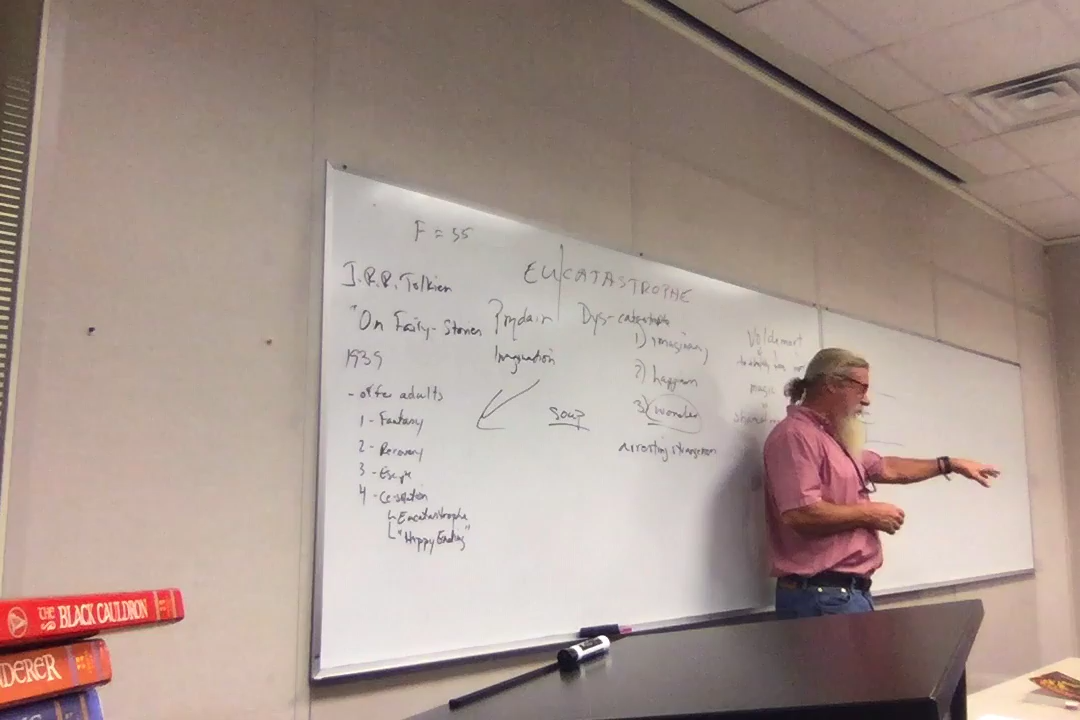 F = 35
J.R.R. Tolkien
"On Fairy-Stories
1939
- offer adults
1 - Fantasy
2 - Recovery
3 - Escape
4 - Consolation
Eucatastrophe
"Happy Ending"
EUCATASTROPHE
Prydain
Imagination
Soup
Dys-catastrophe
1) imaginary
2) happen
3) wonder
arresting strangeness
Voldemort
magic
THE BLACK CAULDRON
DERER